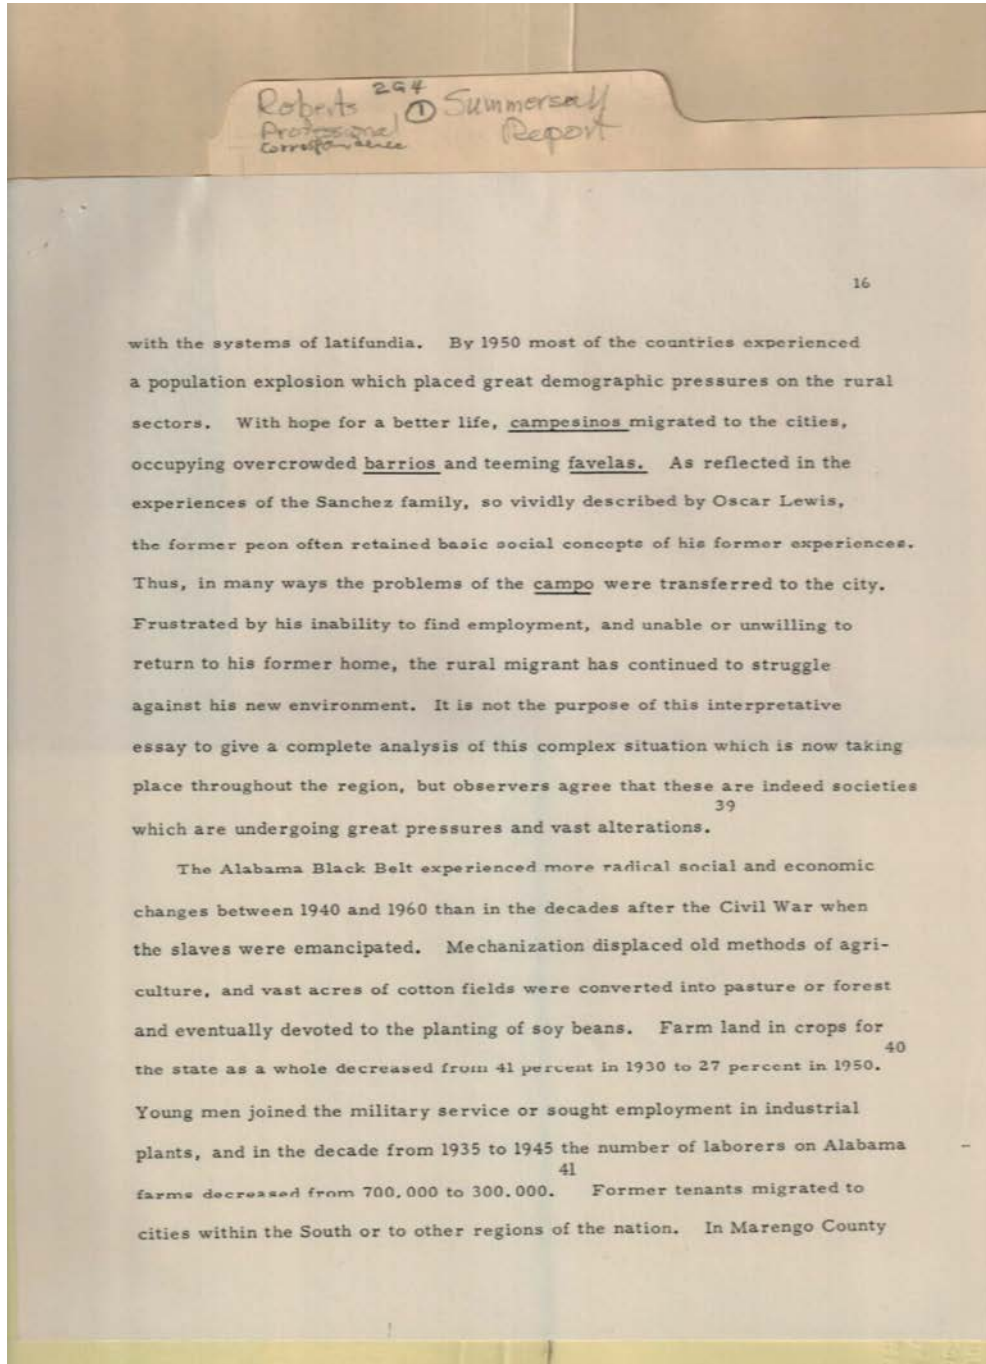 Roberts 2G4 ① Summersell
Professional Report
Correspondence
16
with the systems of latifundia. By 1950 most of the countries experienced
a population explosion which placed great demographic pressures on the rural
sectors. With hope for a better life, campesinos migrated to the cities,
occupying overcrowded barrios and teeming favelas. As reflected in the
experiences of the Sanchez family, so vividly described by Oscar Lewis,
the former peon often retained basic social concepts of his former experiences.
Thus, in many ways the problems of the campo were transferred to the city.
Frustrated by his inability to find employment, and unable or unwilling to
return to his former home, the rural migrant has continued to struggle
against his new environment. It is not the purpose of this interpretative
essay to give a complete analysis of this complex situation which is now taking
place throughout the region, but observers agree that these are indeed societies
which are undergoing great pressures and vast alterations. 39
The Alabama Black Belt experienced more radical social and economic
changes between 1940 and 1960 than in the decades after the Civil War when
the slaves were emancipated. Mechanization displaced old methods of agri-
culture, and vast acres of cotton fields were converted into pasture or forest
and eventually devoted to the planting of soy beans. Farm land in crops for
the state as a whole decreased from 41 percent in 1930 to 27 percent in 1950. 40
Young men joined the military service or sought employment in industrial
plants, and in the decade from 1935 to 1945 the number of laborers on Alabama
farms decreased from 700,000 to 300,000. 41 Former tenants migrated to
cities within the South or to other regions of the nation. In Marengo County